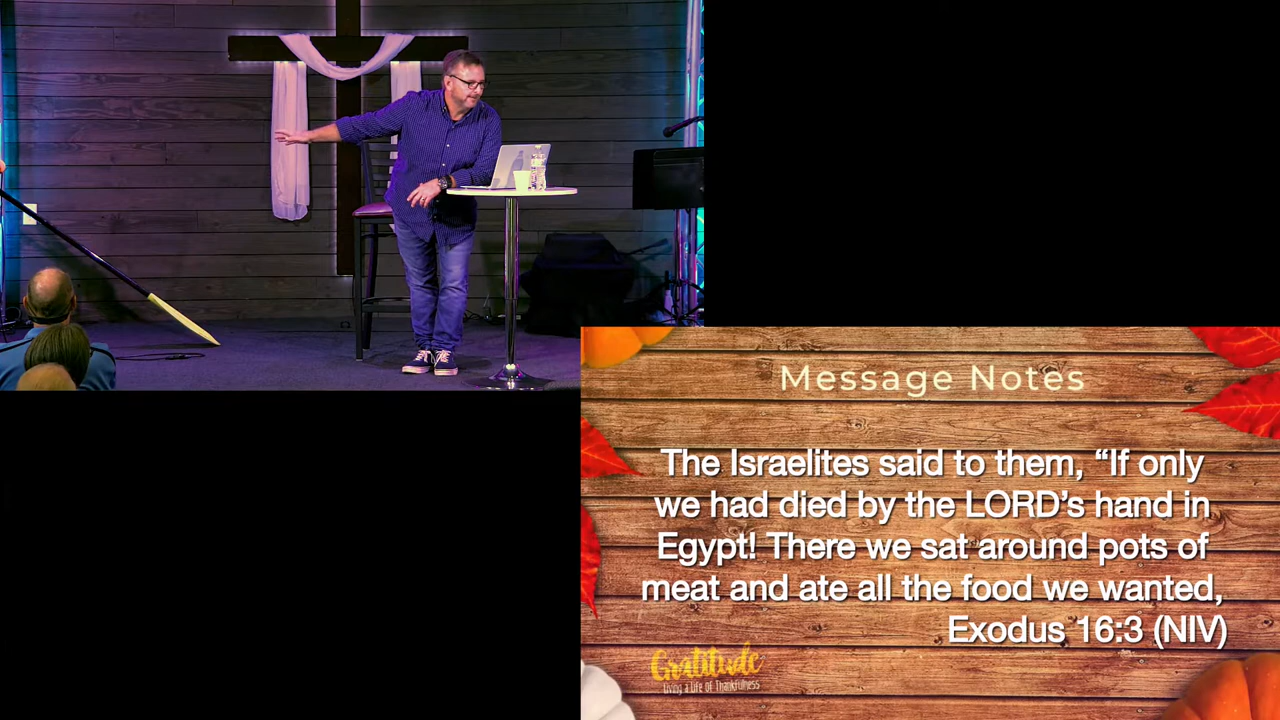 Message Notes
The Israelites said to them, “If only
we had died by the LORD’s hand in
Egypt! There we sat around pots of
meat and ate all the food we wanted,
Exodus 16:3 (NIV)
Gratitude
Living a Life of Thankfulness